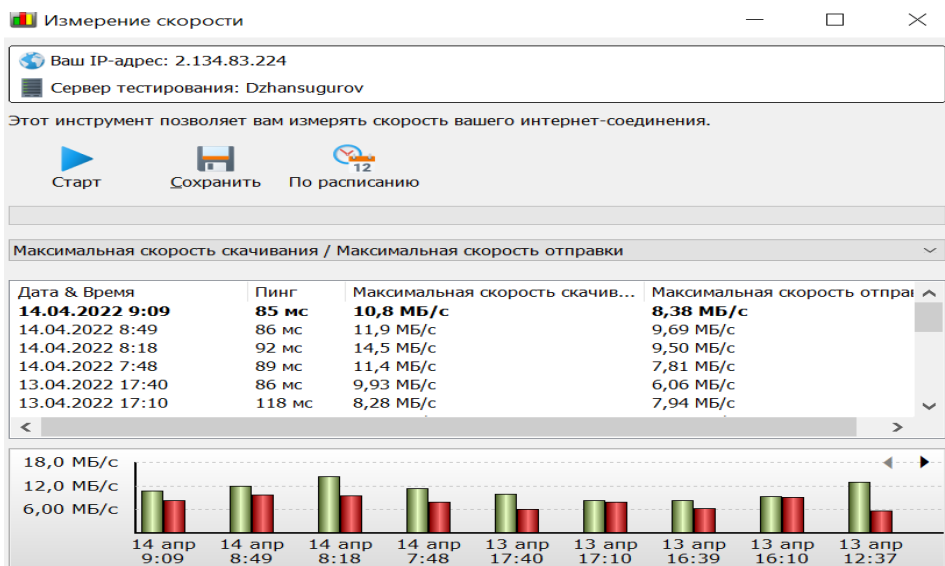 Измерение скорости
Ваш IP-адрес: 2.134.83.224
Сервер тестирования: Dzhansugurov
Этот инструмент позволяет вам измерять скорость вашего интернет-соединения.
12
Старт Сохранить По расписанию
Максимальная скорость скачивания / Максимальная скорость отправки
Дата & Время Пинг Максимальная скорость скачив... Максимальная скорость отправ
14.04.2022 9:09 85 мс 10,8 МБ/с 8,38 МБ/с
14.04.2022 8:49 86 мс 11,9 МБ/с 9,69 МБ/с
14.04.2022 8:18 92 мс 14,5 МБ/с 9,50 МБ/с
14.04.2022 7:48 89 мс 11,4 МБ/с 7,81 МБ/с
13.04.2022 17:40 86 мс 9,93 МБ/с 6,06 МБ/с
13.04.2022 17:10 118 мс 8,28 МБ/с 7,94 МБ/с
18,0 МБ/с
12,0 МБ/с
6,00 МБ/с
14 апр 14 апр 14 апр 14 апр 13 апр 13 апр 13 апр 13 апр 13 апр
9:09 8:49 8:18 7:48 17:40 17:10 16:39 16:10 12:37